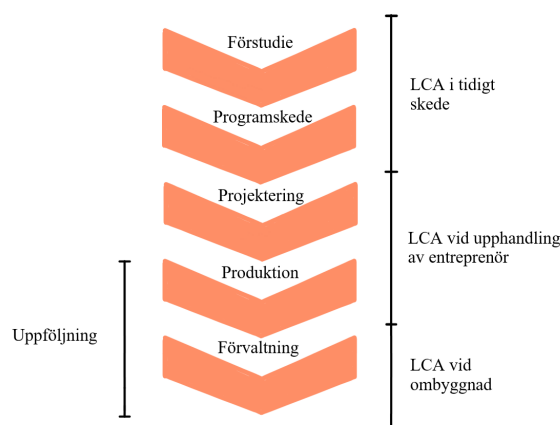 Förstudie
Programskede
Projektering
Produktion
Förvaltning
LCA i tidigt
skede
LCA vid upphandling
av entreprenör
LCA vid
ombyggnad
Uppföljning